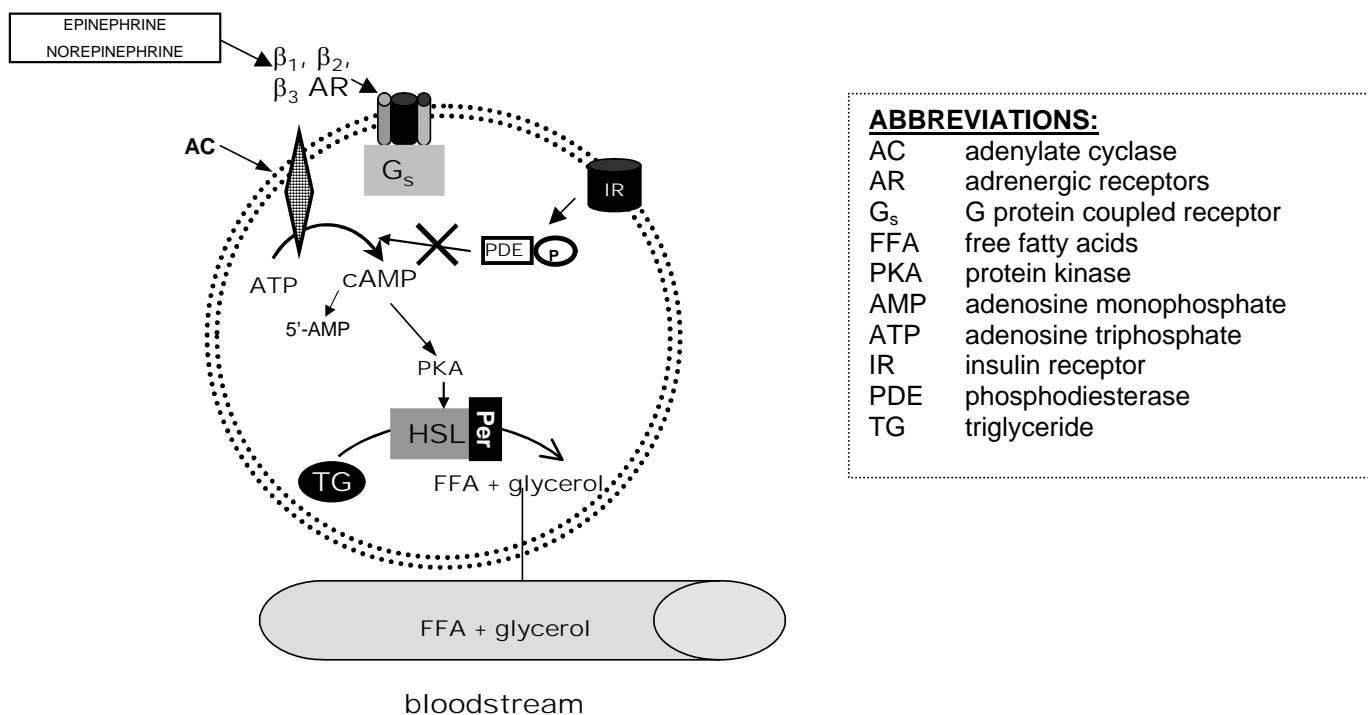 EPINEPHRINE
NOREPINEPHRINE
β₁, β₂,
β₃ AR
AC
Gₛ
IR
PDE
P
ATP
cAMP
5'-AMP
PKA
HSL
Per
TG
FFA + glycerol
FFA + glycerol
bloodstream
ABBREVIATIONS:
AC adenylate cyclase
AR adrenergic receptors
Gₛ G protein coupled receptor
FFA free fatty acids
PKA protein kinase
AMP adenosine monophosphate
ATP adenosine triphosphate
IR insulin receptor
PDE phosphodiesterase
TG triglyceride